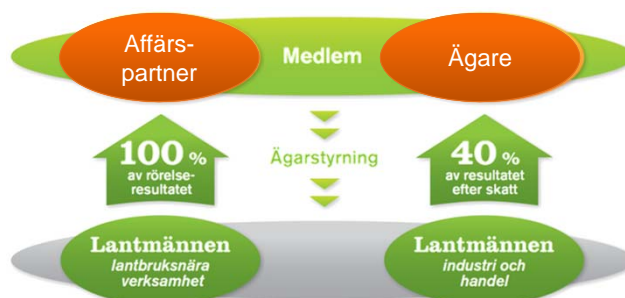 Affärs-
partner
Medlem
Ägare
100 %
av rörelse-
resultatet
Ägarstyrning
40 %
av resultatet
efter skatt
Lantmännen
lantbruksnära
verksamhet
Lantmännen
industri och
handel